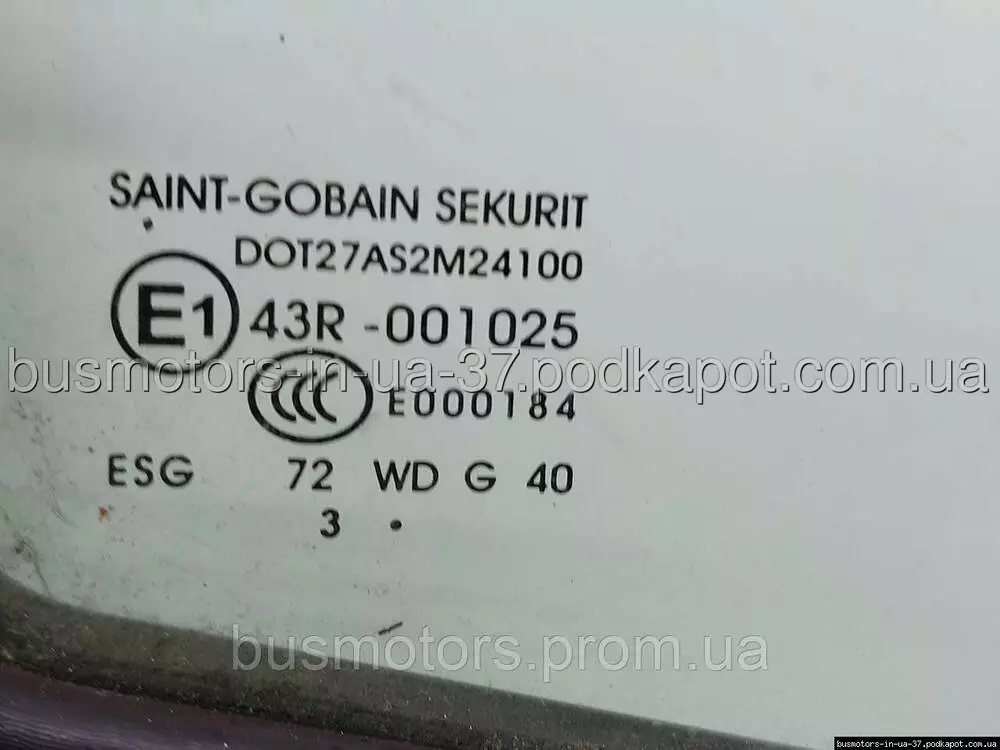 SAINT-GOBAIN SEKURIT
DOT27AS2M24100
E1 43R -001025
busmotors-in-ua-37.podkapot.com.ua
CCC E000184
ESG 72 WD G 40
3 .
busmotors.prom.ua
busmotors-in-ua-37.podkapot.com.ua